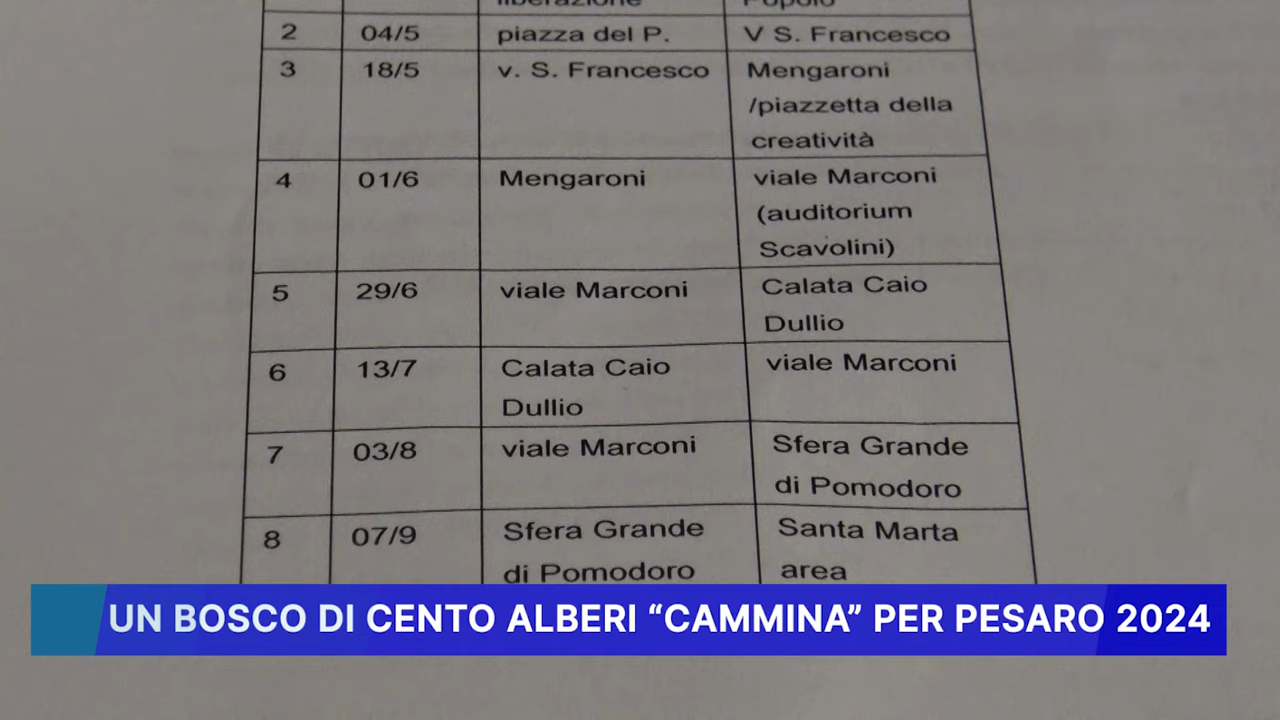 liberazione Popolo
2 04/5 piazza del P. V S. Francesco
3 18/5 v. S. Francesco Mengaroni
/piazzetta della
creatività
4 01/6 Mengaroni viale Marconi
(auditorium
Scavolini)
5 29/6 viale Marconi Calata Caio
Dullio
6 13/7 Calata Caio viale Marconi
Dullio
7 03/8 viale Marconi Sfera Grande
di Pomodoro
8 07/9 Sfera Grande Santa Marta
di Pomodoro area
UN BOSCO DI CENTO ALBERI “CAMMINA” PER PESARO 2024